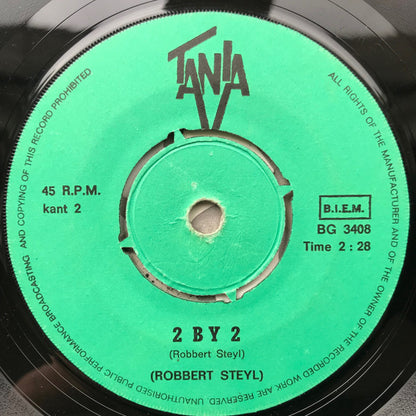 TANIA
45 R.P.M.
kant 2
B.I.E.M.
BG 3408
Time 2 : 28
2 BY 2
(Robbert Steyl)
(ROBBERT STEYL)
ALL RIGHTS OF THE MANUFACTURER AND OF THE OWNER OF THE RECORDED WORK ARE RESERVED. UNAUTHORISED PUBLIC PERFORMANCE BROADCASTING AND COPYING OF THIS RECORD PROHIBITED